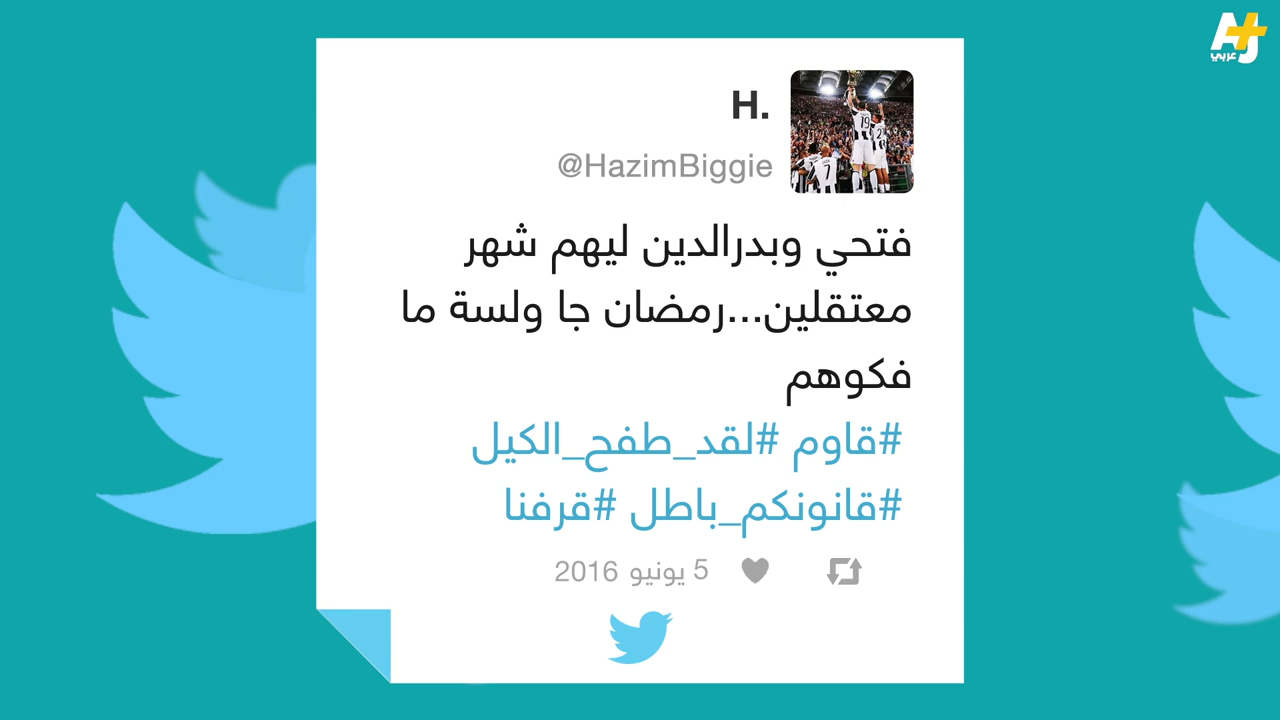 عربي
H.
@HazimBiggie
فتحي وبدرالدين ليهم شهر
معتقلين...رمضان جا ولسة ما
فكوهم
#قاوم #لقد_طفح_الكيل
#قانونكم_باطل #قرفنا
5 يونيو 2016